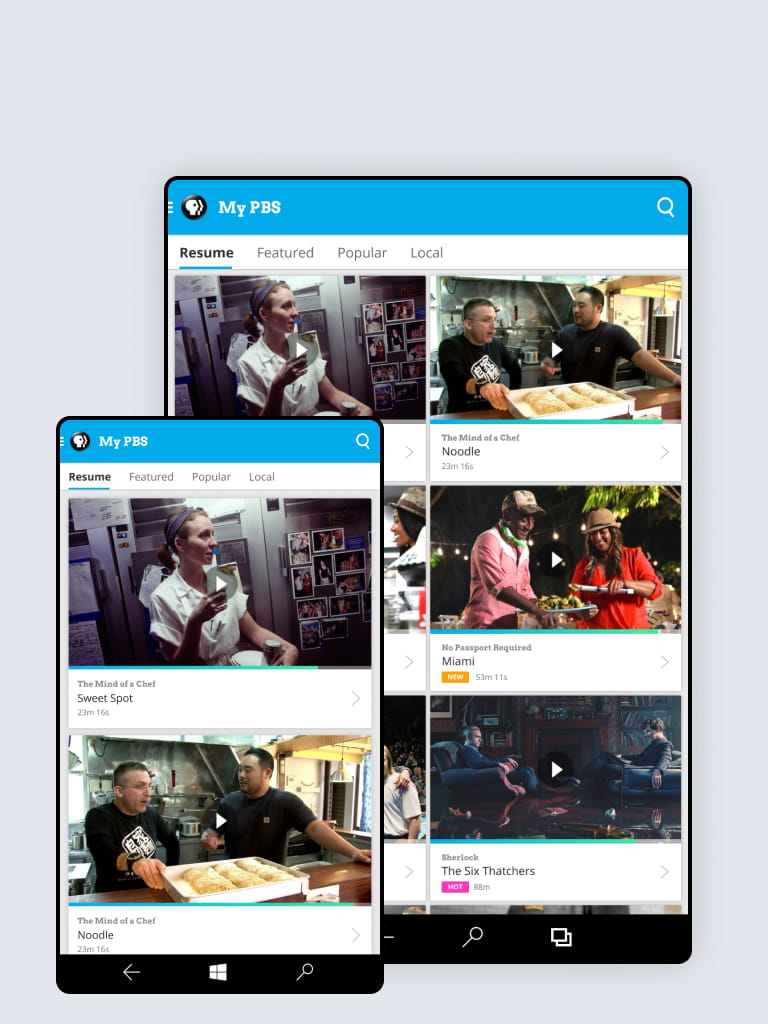 My PBS
Resume Featured Popular Local
The Mind of a Chef
Noodle
23m 16s
No Passport Required
Miami
NEW 53m 11s
Sherlock
The Six Thatchers
HOT 88m
My PBS
Resume Featured Popular Local
The Mind of a Chef
Sweet Spot
23m 16s
The Mind of a Chef
Noodle
23m 16s